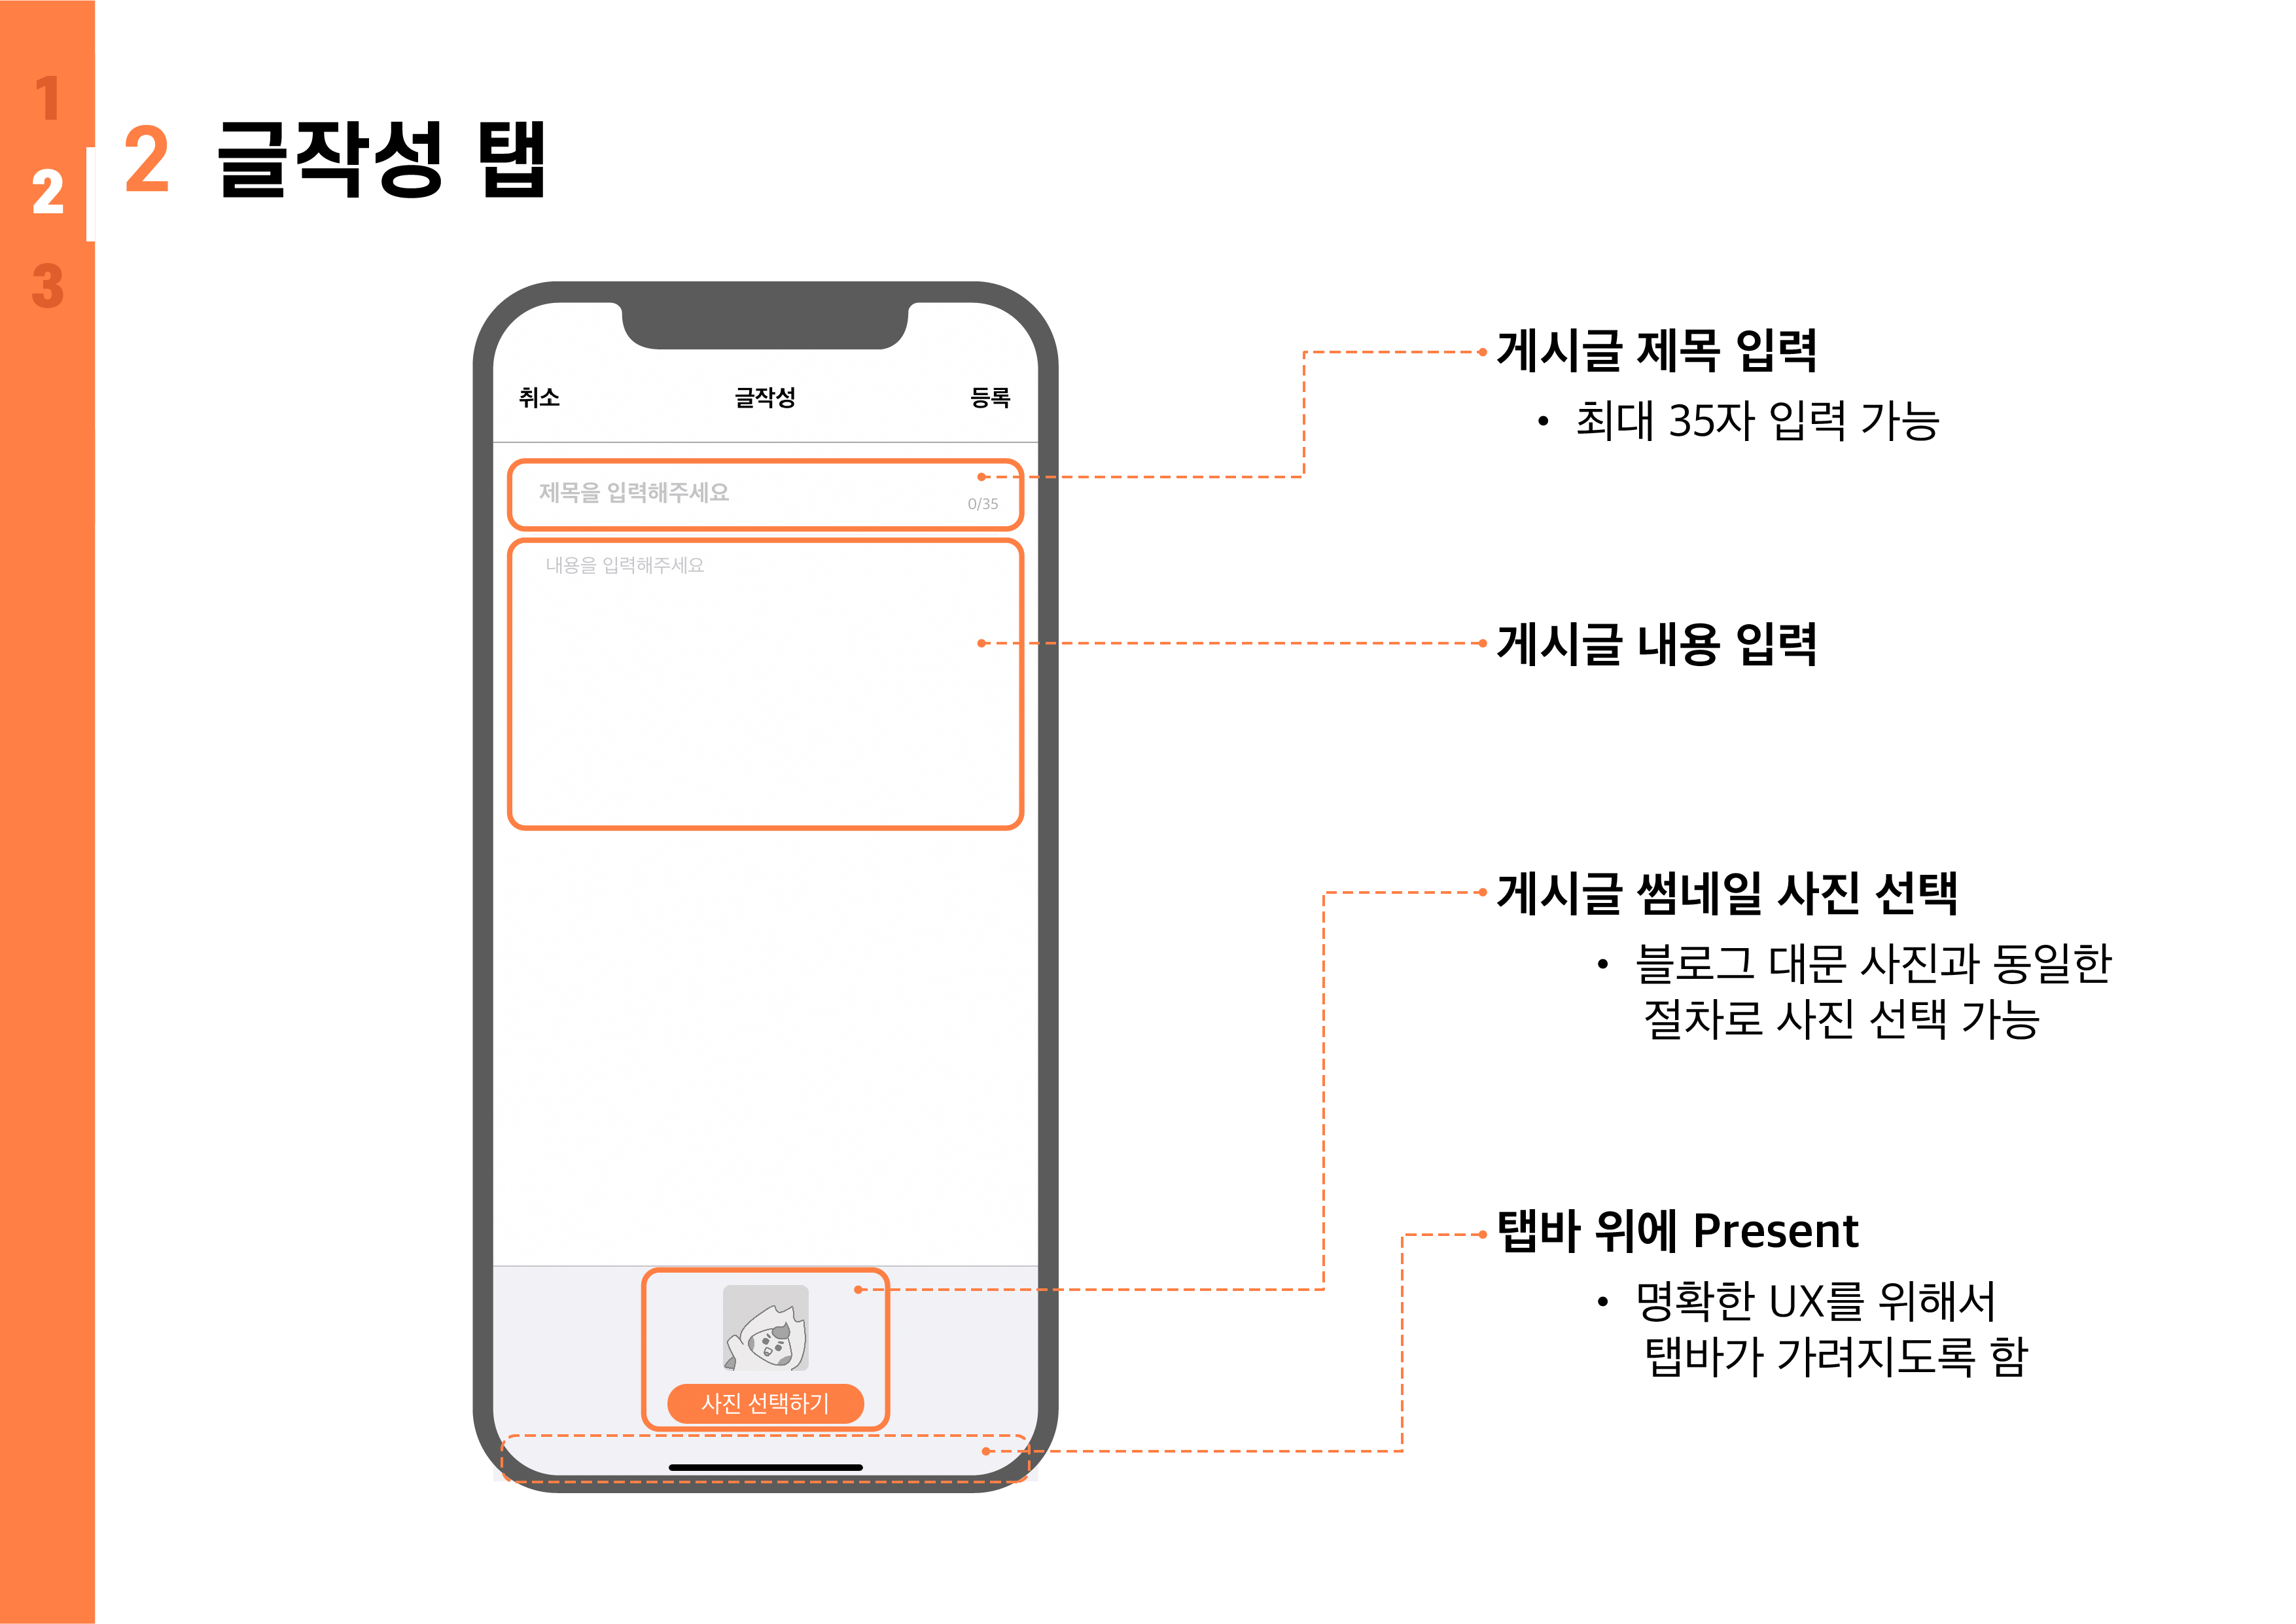 1
2
3
2 글작성 탭
취소 글작성 등록
제목을 입력해주세요
0/35
내용을 입력해주세요
사진 선택하기
게시글 제목 입력
• 최대 35자 입력 가능
게시글 내용 입력
게시글 썸네일 사진 선택
• 블로그 대문 사진과 동일한
절차로 사진 선택 가능
탭바 위에 Present
• 명확한 UX를 위해서
탭바가 가려지도록 함